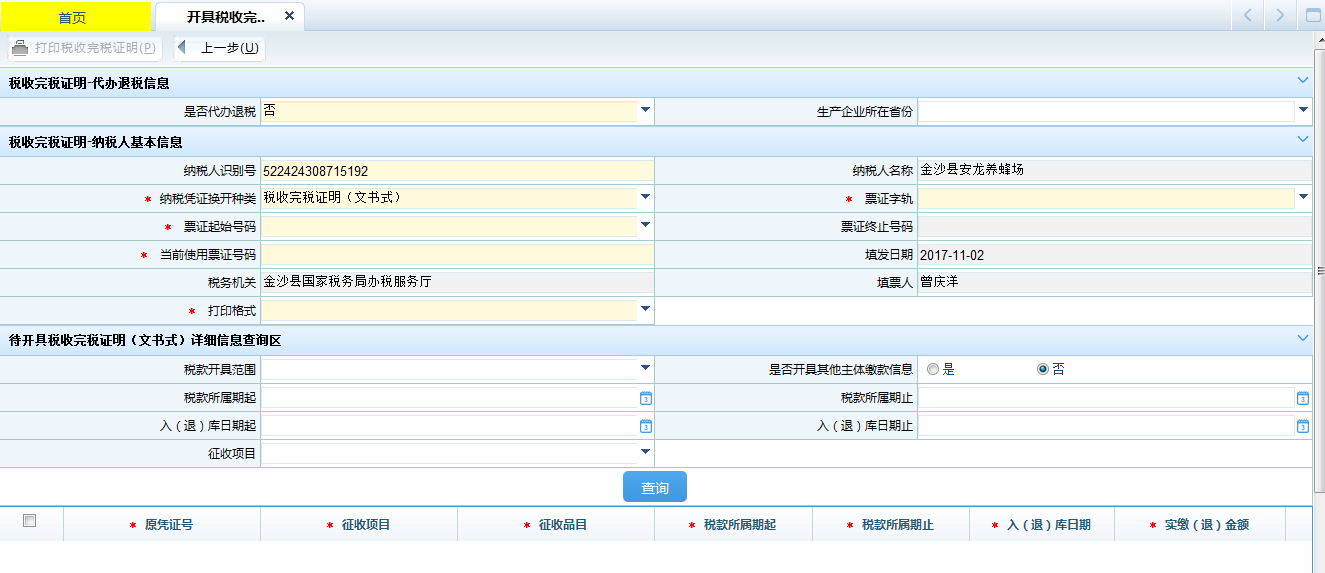 首页
开具税收完..
打印税收完税证明(P)
上一步(U)
税收完税证明-代办退税信息
是否代办退税 否 生产企业所在省份
税收完税证明-纳税人基本信息
纳税人识别号 522424308715192 纳税人名称 金沙县安龙养蜂场
* 纳税凭证换开种类 税收完税证明（文书式） * 票证字轨
* 票证起始号码 票证终止号码
* 当前使用票证号码 填发日期 2017-11-02
税务机关 金沙县国家税务局办税服务厅 填票人 曾庆洋
* 打印格式
待开具税收完税证明（文书式）详细信息查询区
税款开具范围 是否开具其他主体缴款信息 是 否
税款所属期起 税款所属期止
入（退）库日期起 入（退）库日期止
征收项目
查询
* 原凭证号 * 征收项目 * 征收品目 * 税款所属期起 * 税款所属期止 * 入（退）库日期 * 实缴（退）金额